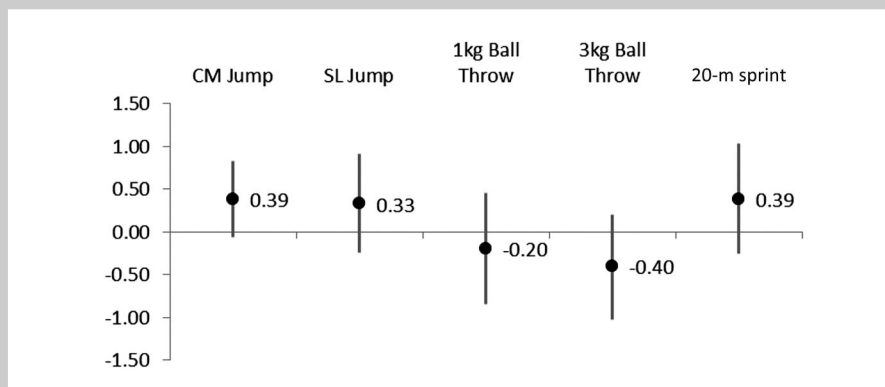 1kg Ball
3kg Ball
CM Jump
SL Jump
Throw
Throw
20-m sprint
1.50
1.00
0.50
0.00
-0.50
-1.00
-1.50
0.39
0.33
-0.20
-0.40
0.39